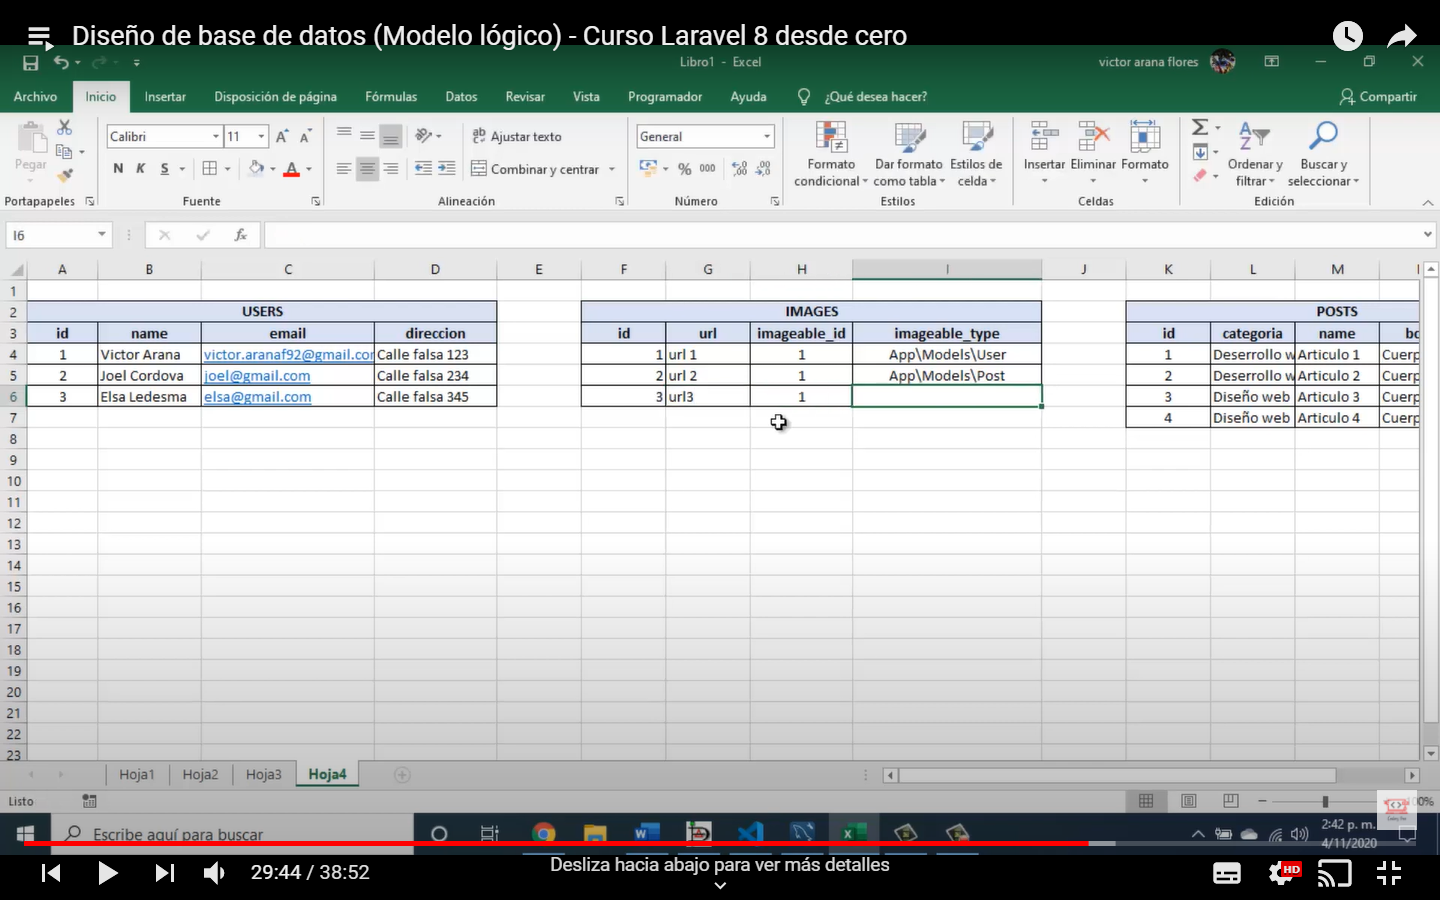 Diseño de base de datos (Modelo lógico) - Curso Laravel 8 desde cero
Libro1 - Excel
victor arana flores
Archivo Inicio Insertar Disposición de página Fórmulas Datos Revisar Vista Programador Ayuda ¿Qué desea hacer? Compartir
Pegar
Calibri 11
Ajustar texto
General
N K S
Combinar y centrar
% 000
Formato condicional
Dar formato como tabla
Estilos de celda
Insertar Eliminar Formato
Ordenar y filtrar
Buscar y seleccionar
Portapapeles Fuente Alineación Número Estilos Celdas Edición
I6 fx
A B C D E F G H I J K L M
1
2 USERS IMAGES POSTS
3 id name email direccion id url imageable_id imageable_type id categoria name bo
4 1 Victor Arana victor.aranaf92@gmail.cor Calle falsa 123 1 url 1 1 App\Models\User 1 Deserrollo w Articulo 1 Cuerp
5 2 Joel Cordova joel@gmail.com Calle falsa 234 2 url 2 1 App\Models\Post 2 Deserrollo w Articulo 2 Cuerp
6 3 Elsa Ledesma elsa@gmail.com Calle falsa 345 3 url3 1 3 Diseño web Articulo 3 Cuerp
7 4 Diseño web Articulo 4 Cuerp
8
9
10
11
12
13
14
15
16
17
18
19
20
21
22
23
Hoja1 Hoja2 Hoja3 Hoja4
Listo
Escribe aquí para buscar
2:42 p. m.
4/11/2020
29:44 / 38:52
Desliza hacia abajo para ver más detalles
HD